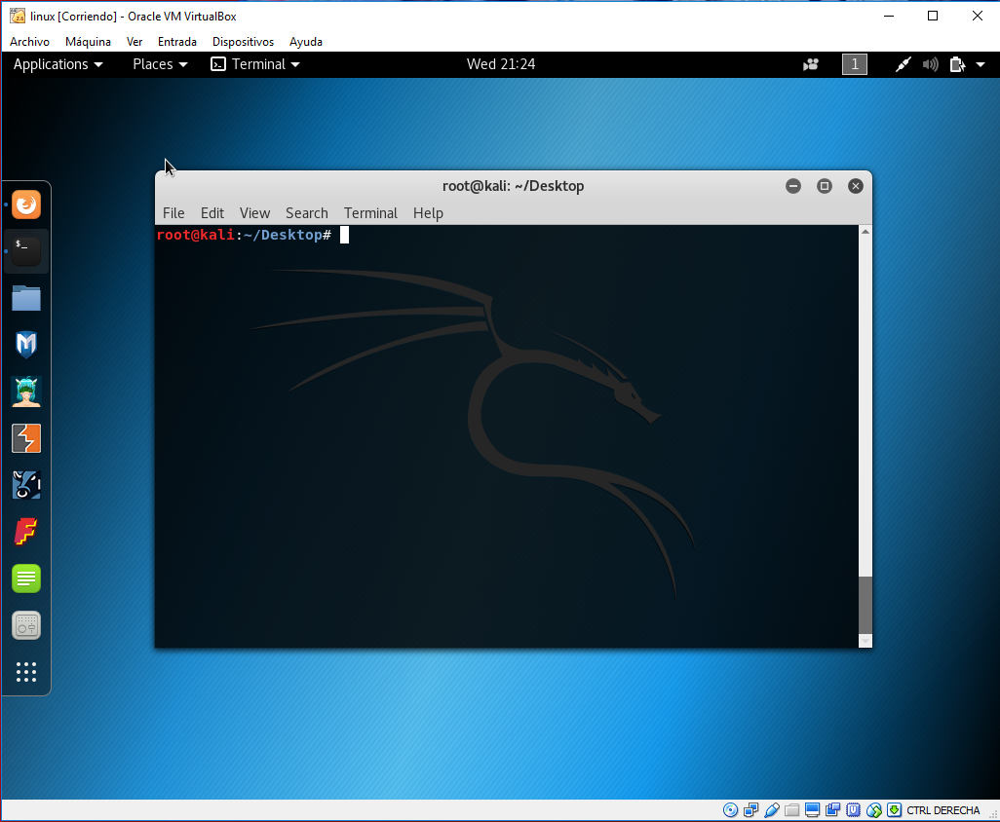 linux [Corriendo] - Oracle VM VirtualBox
Archivo Máquina Ver Entrada Dispositivos Ayuda
Applications Places Terminal Wed 21:24 1
root@kali: ~/Desktop
File Edit View Search Terminal Help
root@kali:~/Desktop#
$_
CTRL DERECHA